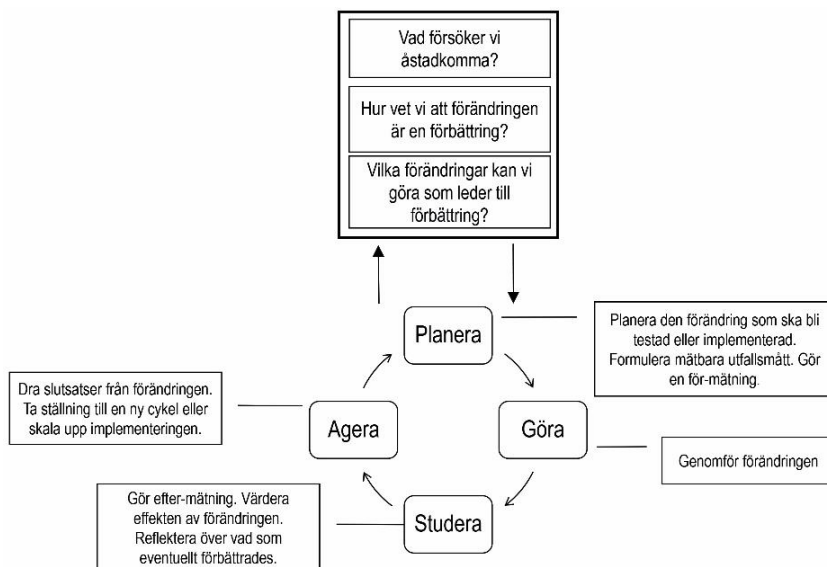 Vad försöker vi
åstadkomma?
Hur vet vi att förändringen
är en förbättring?
Vilka förändringar kan vi
göra som leder till
förbättring?
Planera
Planera den förändring som ska bli
testad eller implementerad.
Formulera mätbara utfallsmått. Gör
en för-mätning.
Dra slutsatser från förändringen.
Ta ställning till en ny cykel eller
skala upp implementeringen.
Agera
Göra
Genomför förändringen
Gör efter-mätning. Värdera
effekten av förändringen.
Reflektera över vad som
eventuellt förbättrades.
Studera